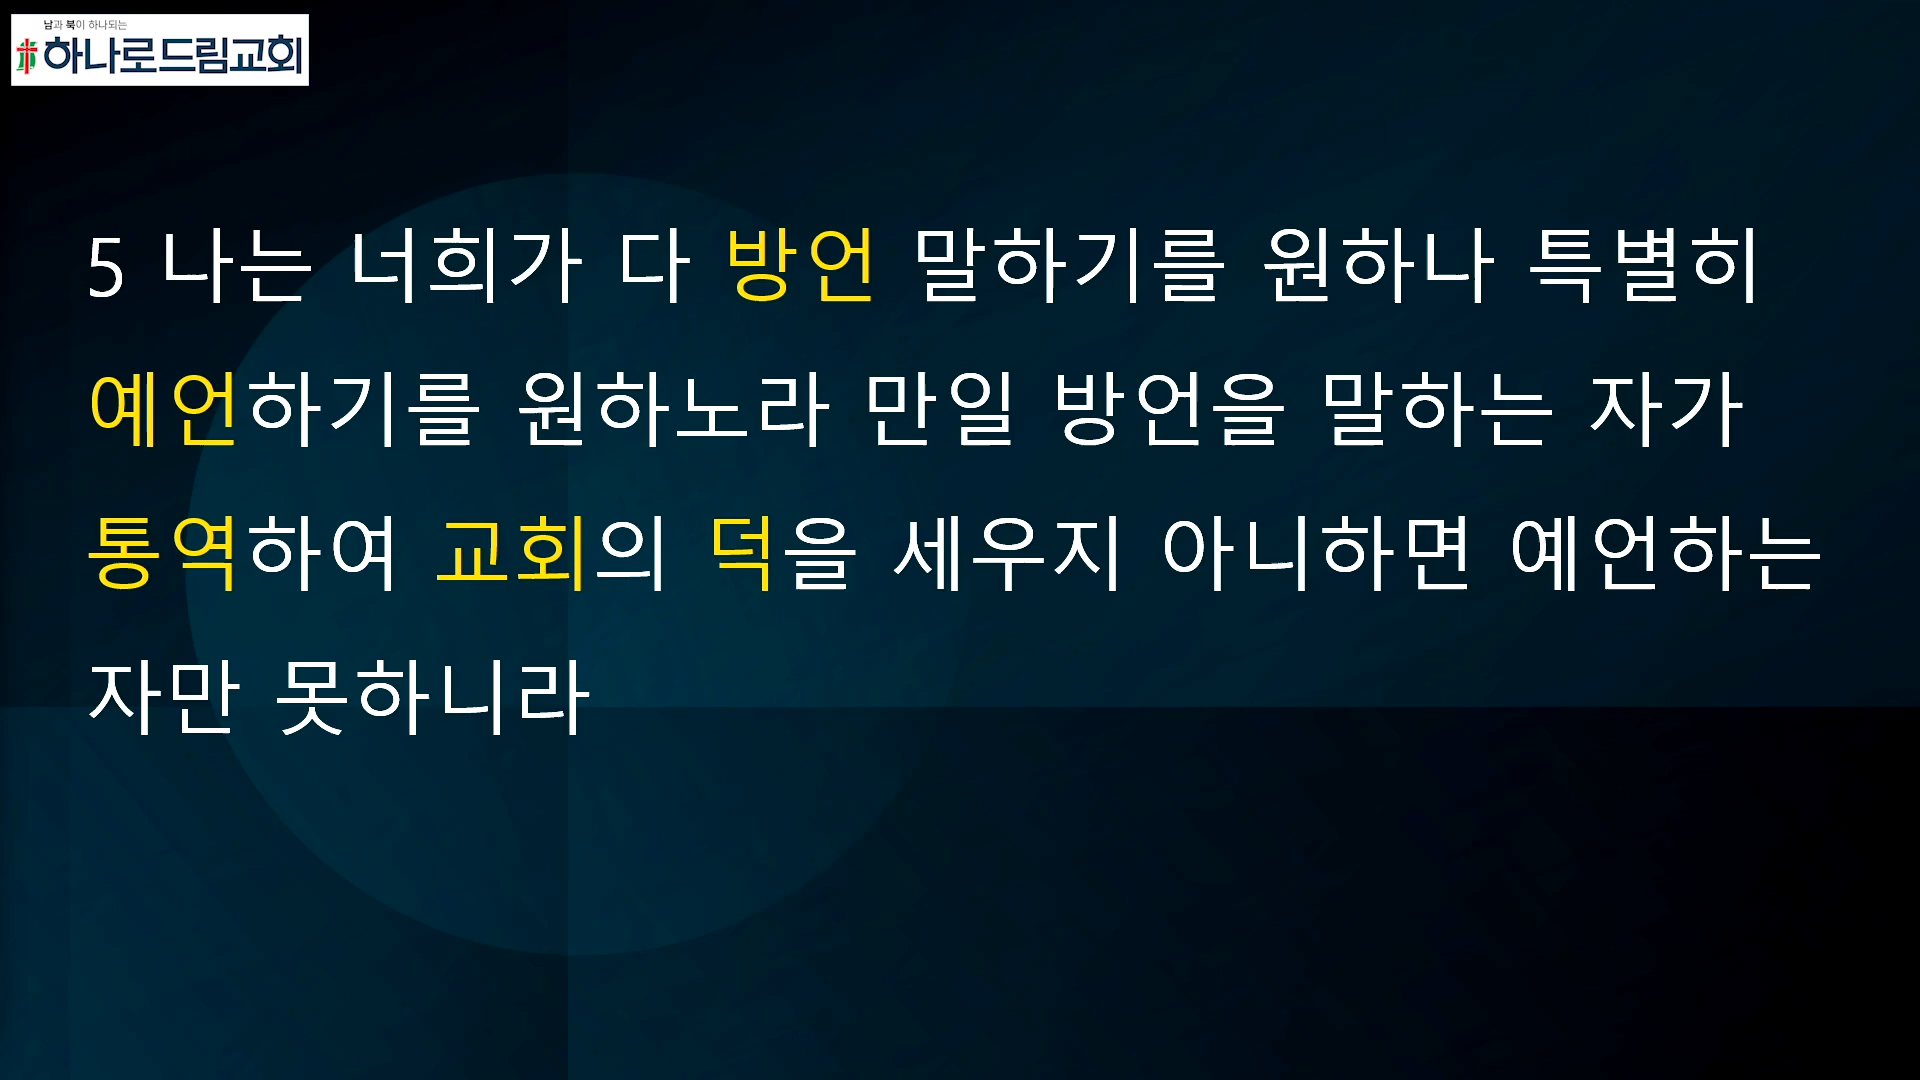 남과 북이 하나되는
하나로드림교회
5 나는 너희가 다 방언 말하기를 원하나 특별히
예언하기를 원하노라 만일 방언을 말하는 자가
통역하여 교회의 덕을 세우지 아니하면 예언하는
자만 못하니라